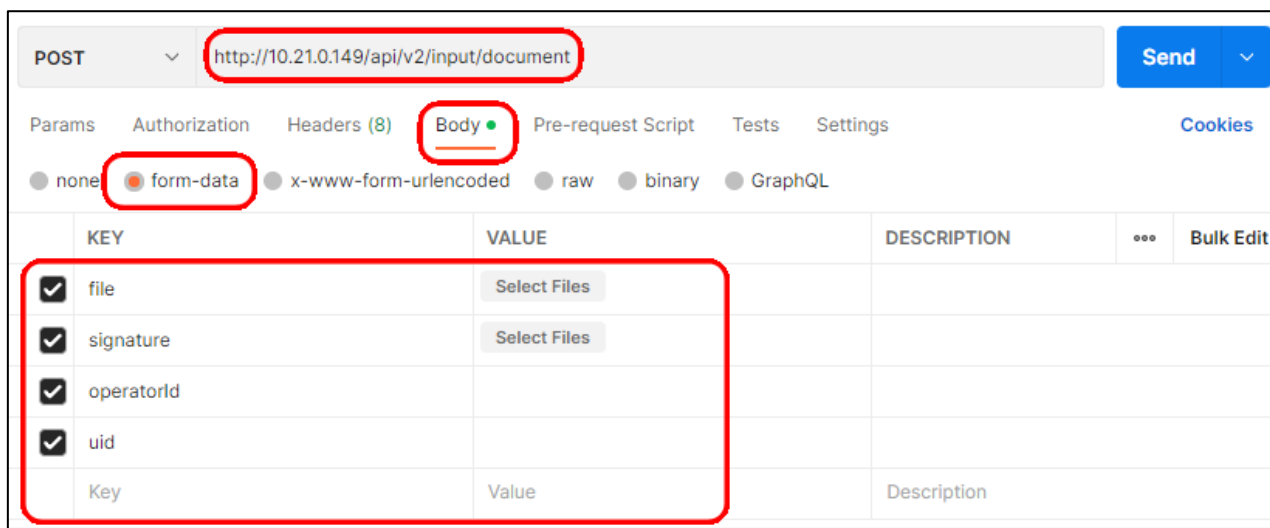 POST http://10.21.0.149/api/v2/input/document Send
Params Authorization Headers (8) Body Pre-request Script Tests Settings Cookies
none form-data x-www-form-urlencoded raw binary GraphQL
KEY VALUE DESCRIPTION ooo Bulk Edit
file Select Files
signature Select Files
operatorId
uid
Key Value Description